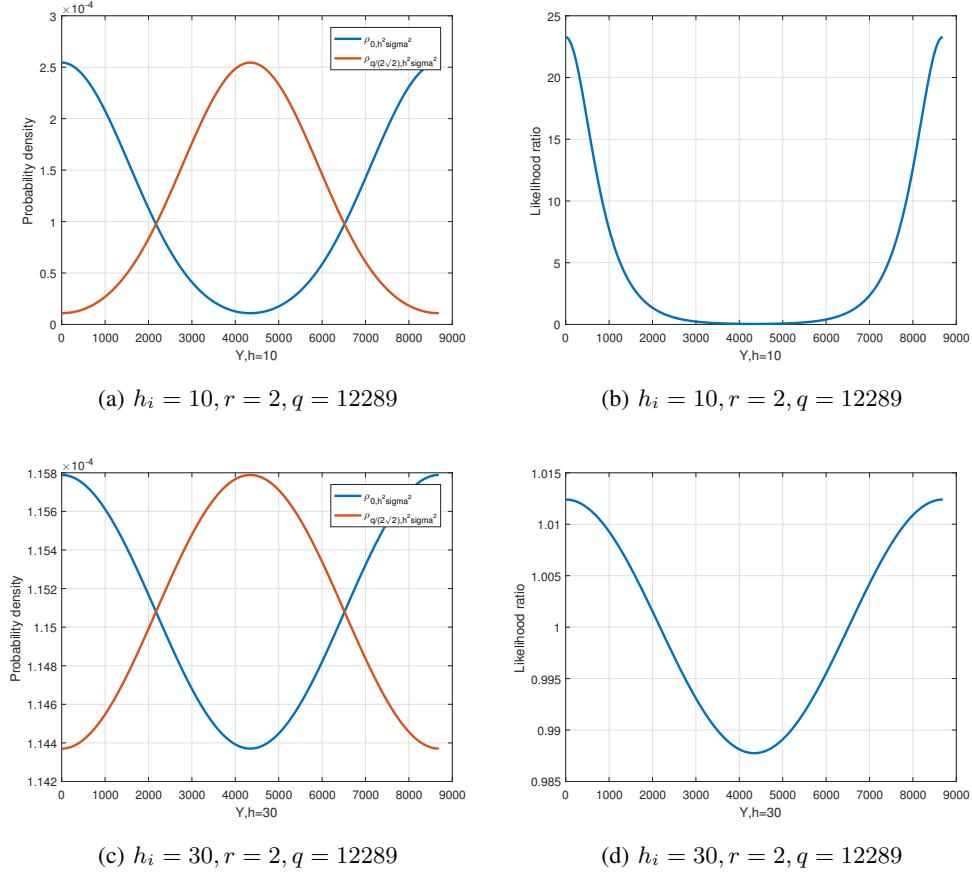 ×10⁻⁴
3
2.5
2
1.5
1
0.5
0
Probability density
ρ₀,h²sigma²
ρq/(2√2),h²sigma²
0 1000 2000 3000 4000 5000 6000 7000 8000 9000
Y,h=10
(a) hᵢ = 10, r = 2, q = 12289
25
20
15
10
5
0
Likelihood ratio
0 1000 2000 3000 4000 5000 6000 7000 8000 9000
Y,h=10
(b) hᵢ = 10, r = 2, q = 12289
×10⁻⁴
1.158
1.156
1.154
1.152
1.15
1.148
1.146
1.144
1.142
Probability density
ρ₀,h²sigma²
ρq/(2√2),h²sigma²
0 1000 2000 3000 4000 5000 6000 7000 8000 9000
Y,h=30
(c) hᵢ = 30, r = 2, q = 12289
1.015
1.01
1.005
1
0.995
0.99
0.985
Likelihood ratio
0 1000 2000 3000 4000 5000 6000 7000 8000 9000
Y,h=30
(d) hᵢ = 30, r = 2, q = 12289